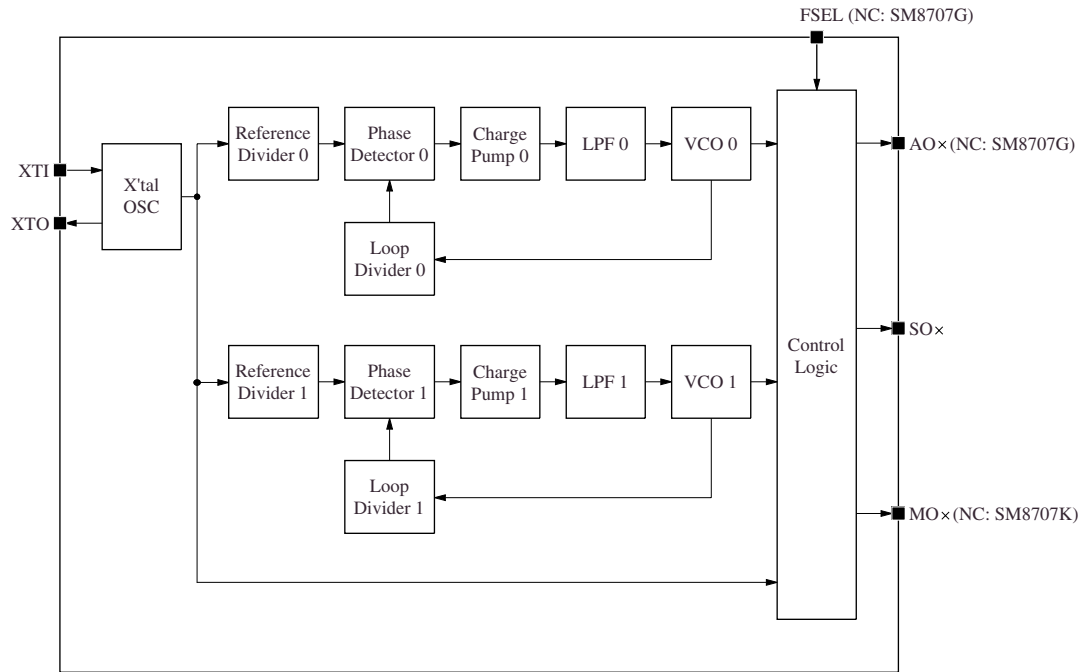 FSEL (NC: SM8707G)
Reference
Divider 0
Phase
Detector 0
Charge
Pump 0
LPF 0
VCO 0
AO× (NC: SM8707G)
XTI
X'tal
OSC
XTO
Loop
Divider 0
SO×
Control
Logic
Reference
Divider 1
Phase
Detector 1
Charge
Pump 1
LPF 1
VCO 1
Loop
Divider 1
MO× (NC: SM8707K)